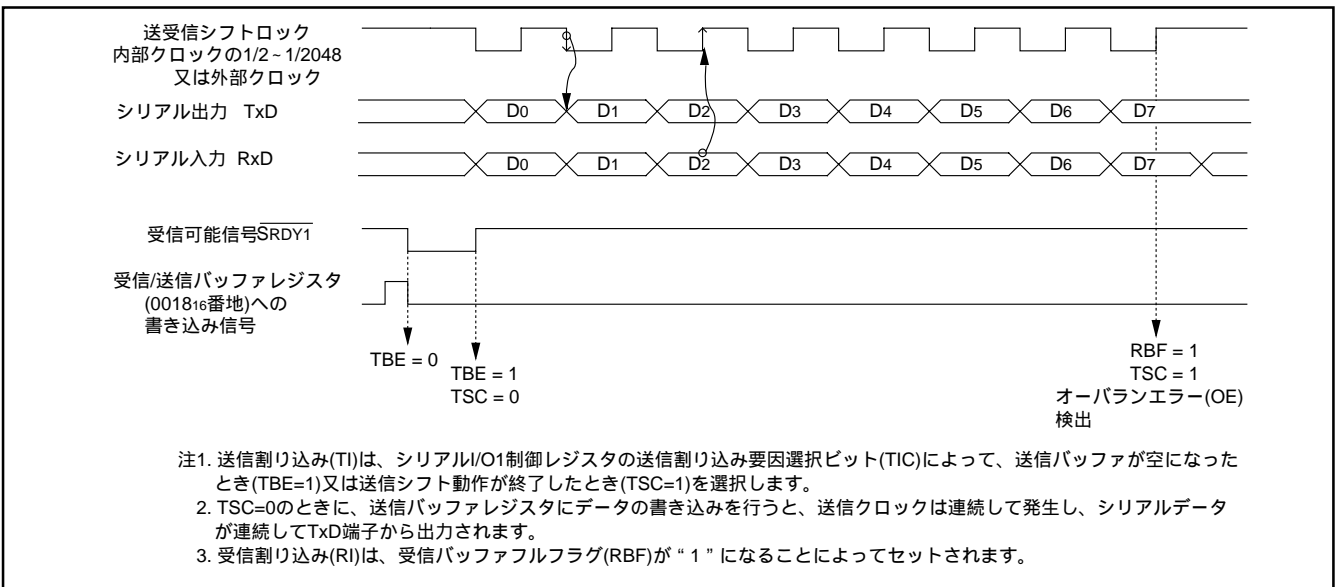 送受信シフトロック
内部クロックの1/2~1/2048
又は外部クロック
シリアル出力 TxD
D0 D1 D2 D3 D4 D5 D6 D7
シリアル入力 RxD
D0 D1 D2 D3 D4 D5 D6 D7
受信可能信号SRDY1
受信/送信バッファレジスタ
(001816番地)への
書き込み信号
TBE = 0
TBE = 1
TSC = 0
RBF = 1
TSC = 1
オーバランエラー(OE)
検出
注1. 送信割り込み(TI)は、シリアルI/O1制御レジスタの送信割り込み要因選択ビット(TIC)によって、送信バッファが空になった
とき(TBE=1)又は送信シフト動作が終了したとき(TSC=1)を選択します。
2. TSC=0のときに、送信バッファレジスタにデータの書き込みを行うと、送信クロックは連続して発生し、シリアルデータ
が連続してTxD端子から出力されます。
3. 受信割り込み(RI)は、受信バッファフルフラグ(RBF)が“1”になることによってセットされます。